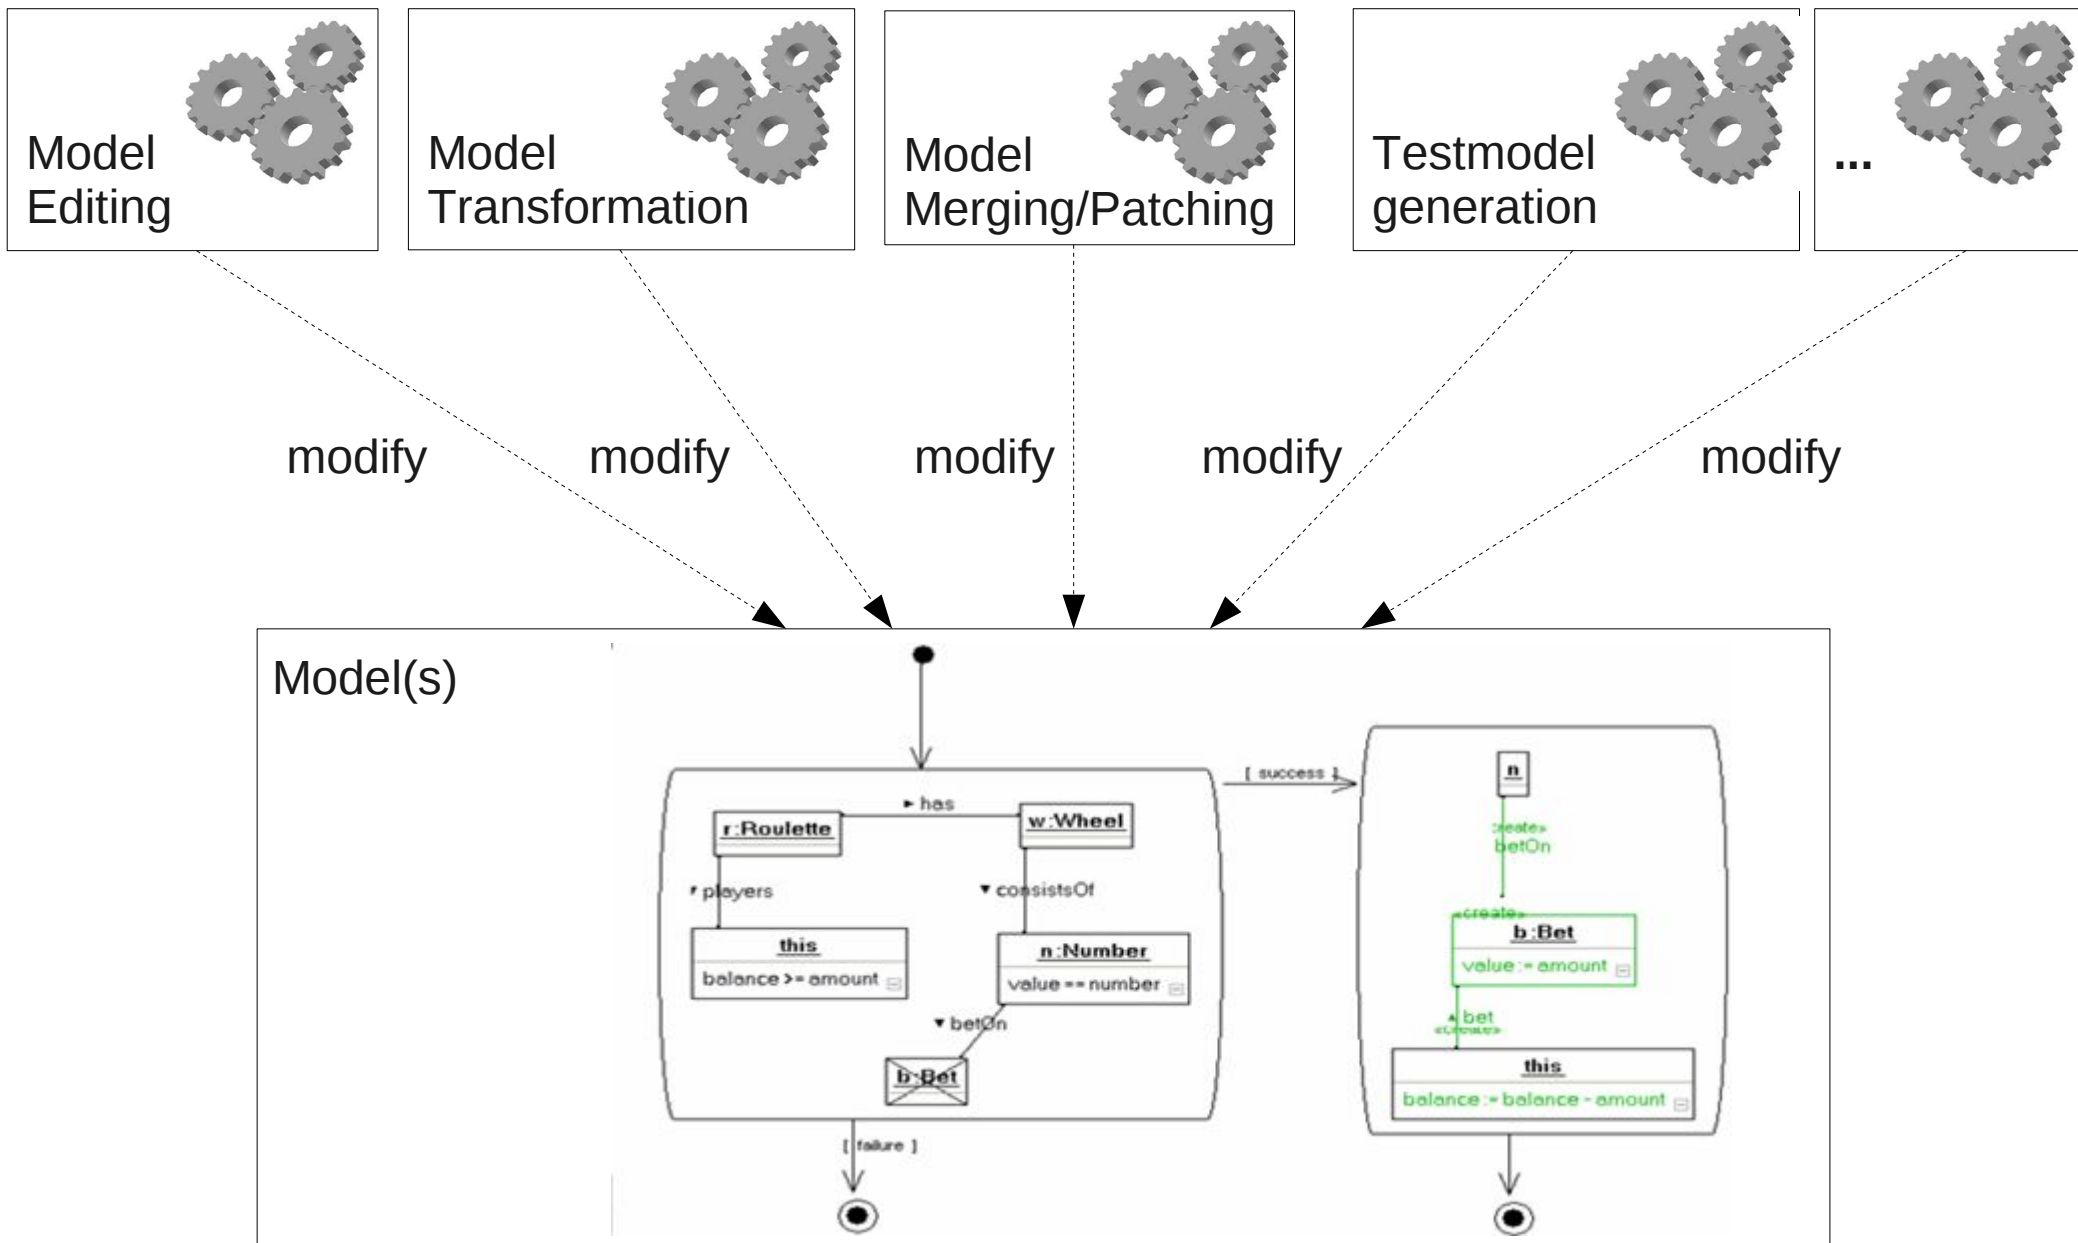 Model
Editing
Model
Transformation
Model
Merging/Patching
Testmodel
generation
...
modify
modify
modify
modify
modify
Model(s)
[ success ]
n
has
r:Roulette
w:Wheel
betOn
players
consistsOf
«create»
this
balance >= amount
n:Number
value == number
b:Bet
value := amount
betOn
bet
«create»
b:Bet
this
balance := balance - amount
[ failure ]